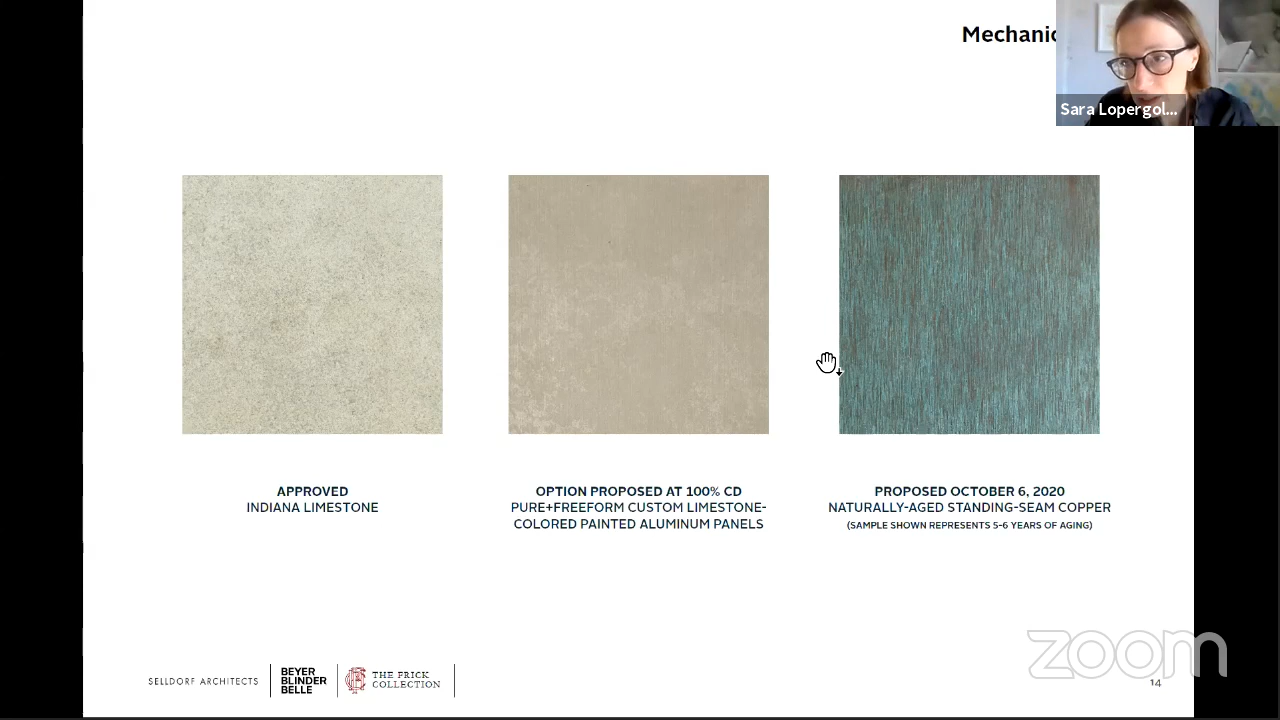 Mechanic
Sara Lopergol...
APPROVED
INDIANA LIMESTONE
OPTION PROPOSED AT 100% CD
PURE+FREEFORM CUSTOM LIMESTONE-
COLORED PAINTED ALUMINUM PANELS
PROPOSED OCTOBER 6, 2020
NATURALLY-AGED STANDING-SEAM COPPER
(SAMPLE SHOWN REPRESENTS 5-6 YEARS OF AGING)
SELLDORF ARCHITECTS
BEYER
BLINDER
BELLE
THE FRICK
COLLECTION
zoom
14